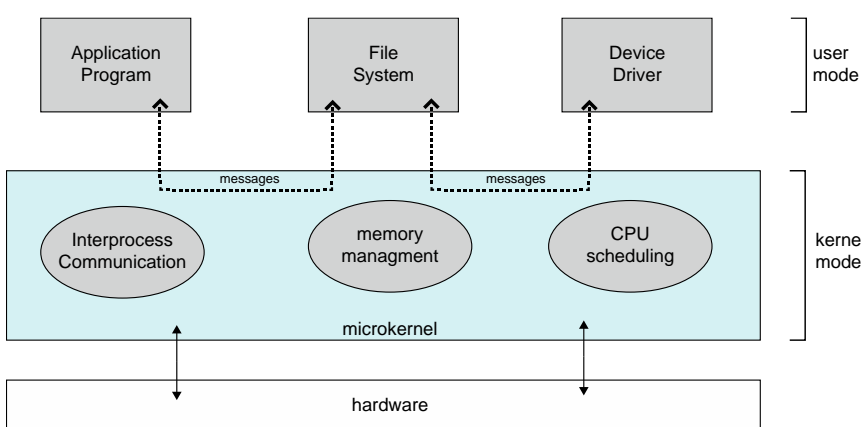 Application
Program
File
System
Device
Driver
user
mode
messages
messages
Interprocess
Communication
memory
managment
CPU
scheduling
kerne
mode
microkernel
hardware